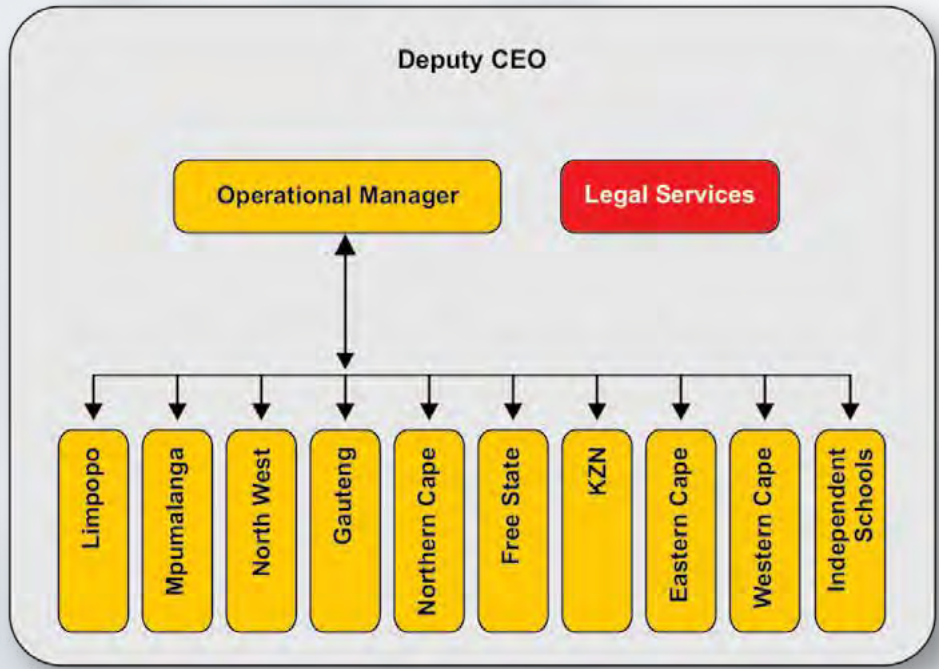 Deputy CEO
Operational Manager
Legal Services
Limpopo
Mpumalanga
North West
Gauteng
Northern Cape
Free State
KZN
Eastern Cape
Western Cape
Independent
Schools